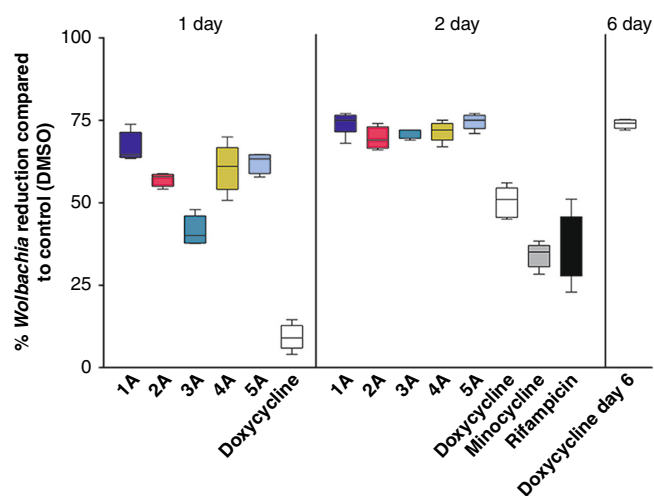 1 day
2 day
6 day
% Wolbachia reduction compared
to control (DMSO)
100
75
50
25
0
1A
2A
3A
4A
5A
Doxycycline
1A
2A
3A
4A
5A
Doxycycline
Minocycline
Rifampicin
Doxycycline day 6